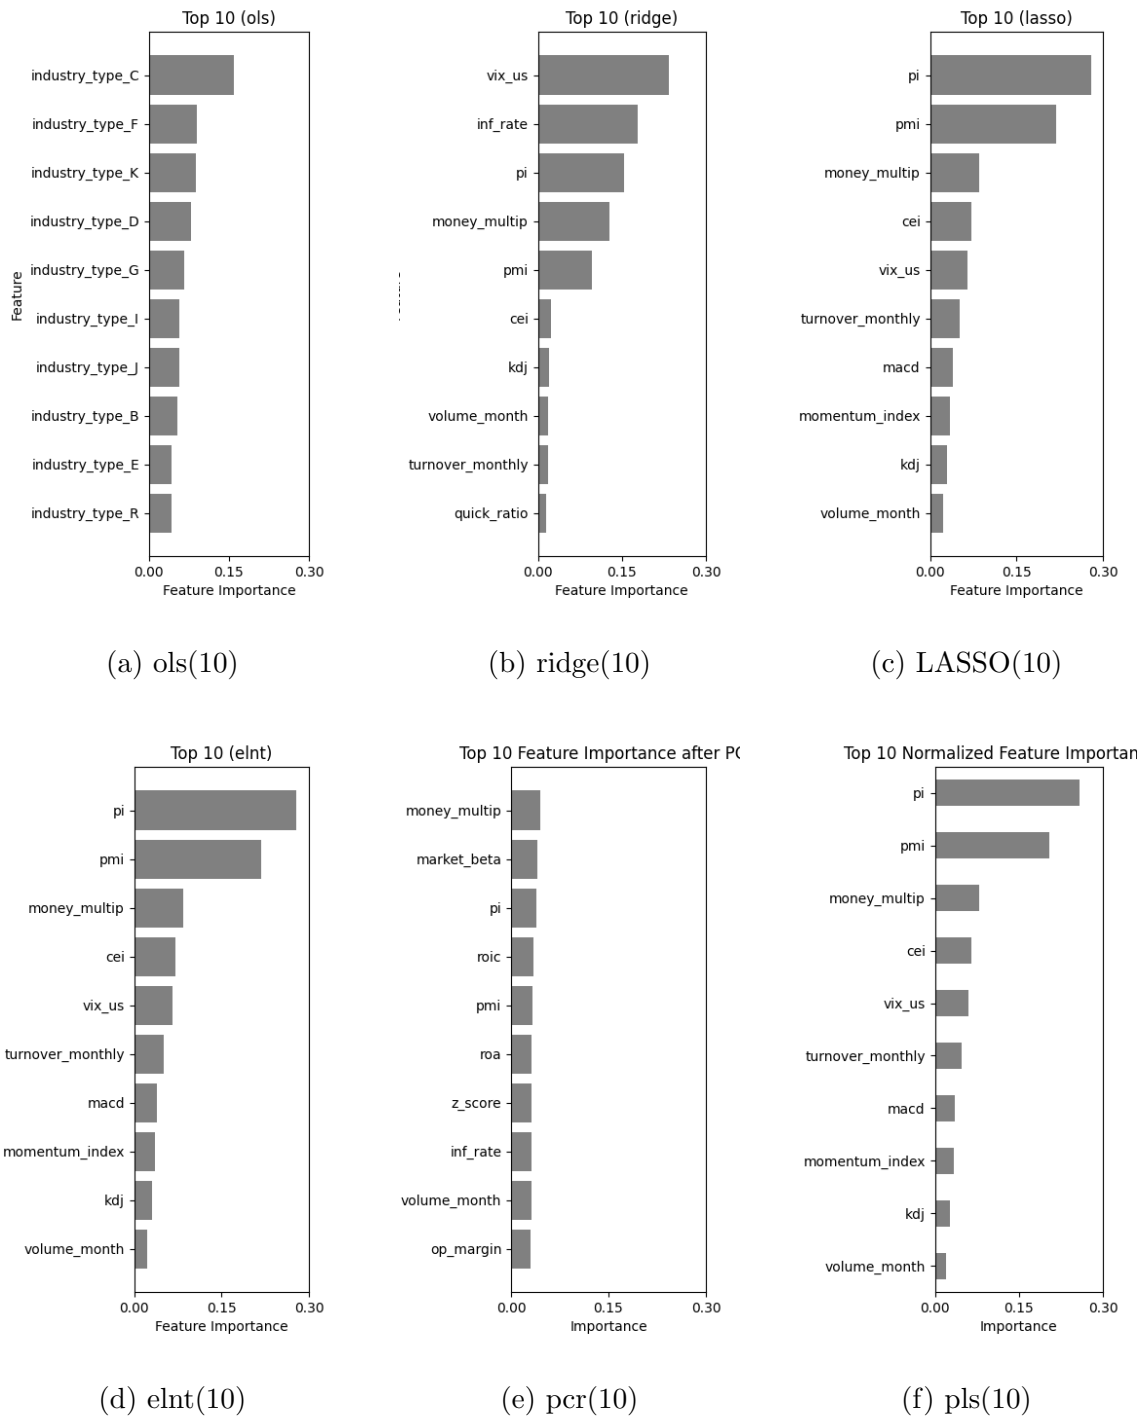 Top 10 (ols)
industry_type_C
industry_type_F
industry_type_K
industry_type_D
industry_type_G
industry_type_I
industry_type_J
industry_type_B
industry_type_E
industry_type_R
Feature
0.00 0.15 0.30
Feature Importance
(a) ols(10)
Top 10 (ridge)
vix_us
inf_rate
pi
money_multip
pmi
cei
kdj
volume_month
turnover_monthly
quick_ratio
0.00 0.15 0.30
Feature Importance
(b) ridge(10)
Top 10 (lasso)
pi
pmi
money_multip
cei
vix_us
turnover_monthly
macd
momentum_index
kdj
volume_month
0.00 0.15 0.30
Feature Importance
(c) LASSO(10)
Top 10 (elnt)
pi
pmi
money_multip
cei
vix_us
turnover_monthly
macd
momentum_index
kdj
volume_month
0.00 0.15 0.30
Feature Importance
(d) elnt(10)
Top 10 Feature Importance after
money_multip
market_beta
pi
roic
pmi
roa
z_score
inf_rate
volume_month
op_margin
0.00 0.15 0.30
Importance
(e) pcr(10)
Top 10 Normalized Feature Importan
pi
pmi
money_multip
cei
vix_us
turnover_monthly
macd
momentum_index
kdj
volume_month
0.00 0.15 0.30
Importance
(f) pls(10)